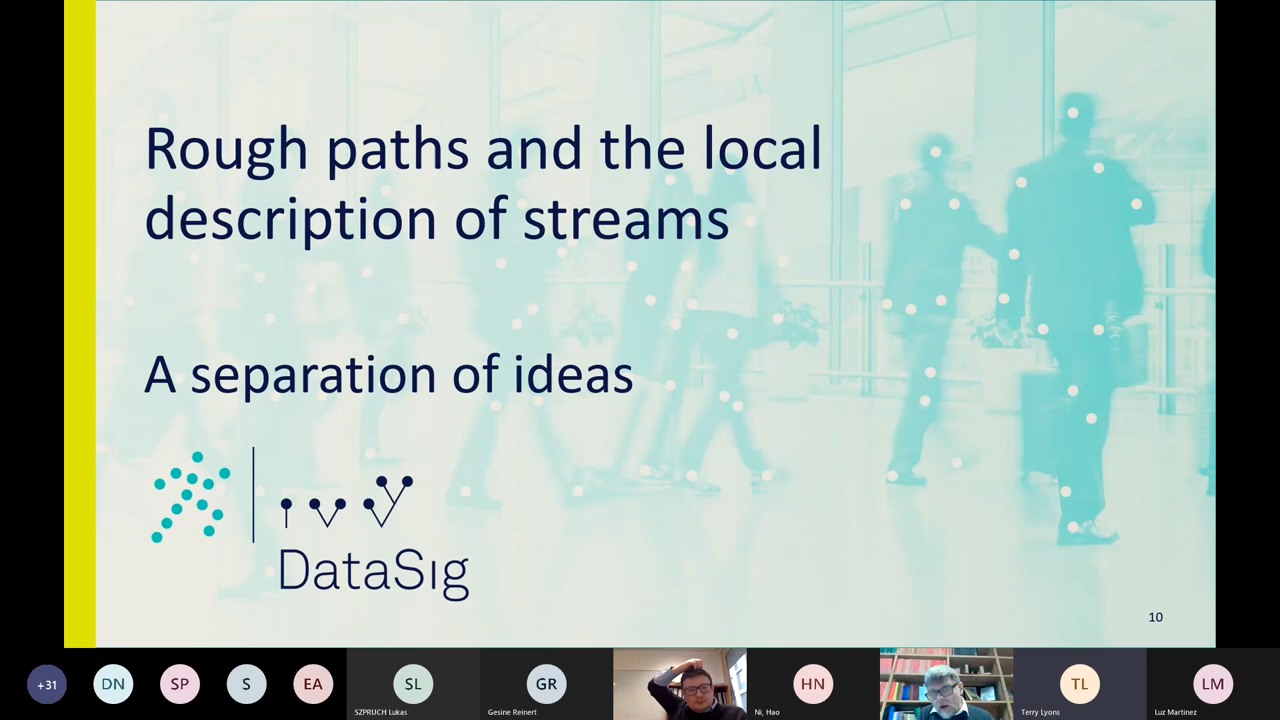 Rough paths and the local
description of streams
A separation of ideas
DataSıg
10
+31
DN
SP
S
EA
SL
SZPRUCH Lukas
GR
Gesine Reinert
HN
Ni, Hao
TL
Terry Lyons
LM
Luz Martinez